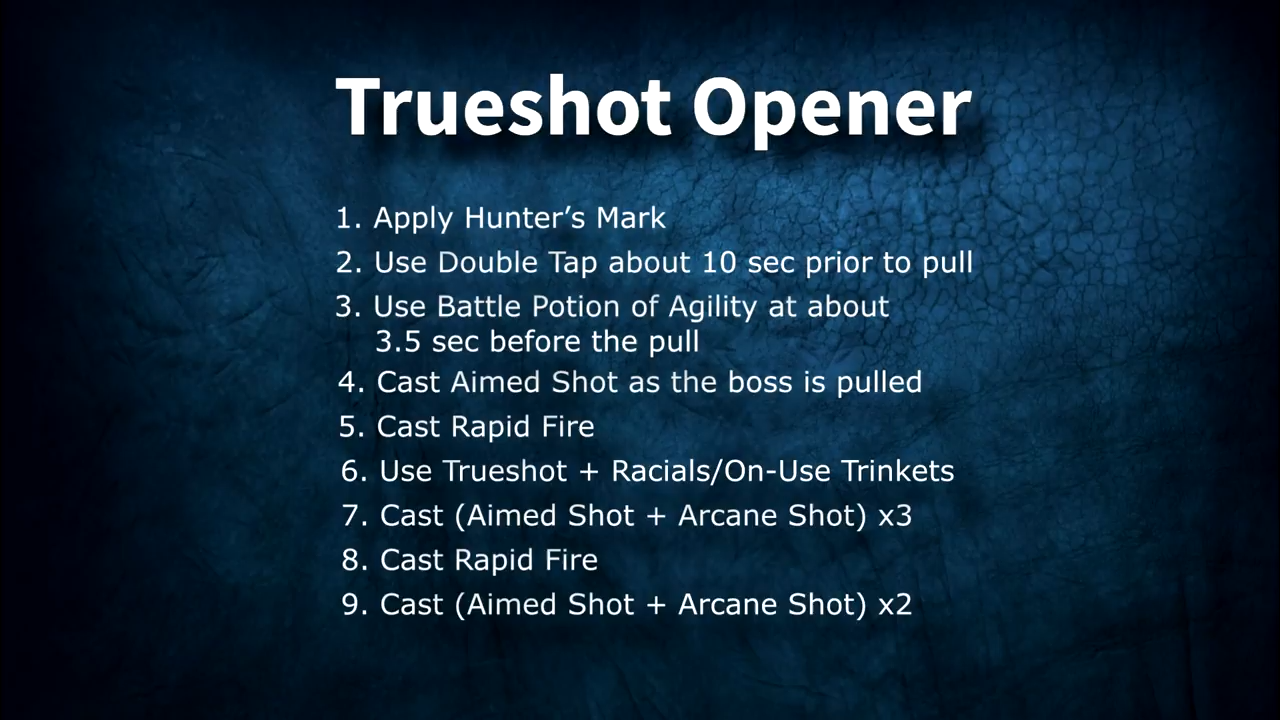 Trueshot Opener
1. Apply Hunter’s Mark
2. Use Double Tap about 10 sec prior to pull
3. Use Battle Potion of Agility at about
3.5 sec before the pull
4. Cast Aimed Shot as the boss is pulled
5. Cast Rapid Fire
6. Use Trueshot + Racials/On-Use Trinkets
7. Cast (Aimed Shot + Arcane Shot) x3
8. Cast Rapid Fire
9. Cast (Aimed Shot + Arcane Shot) x2